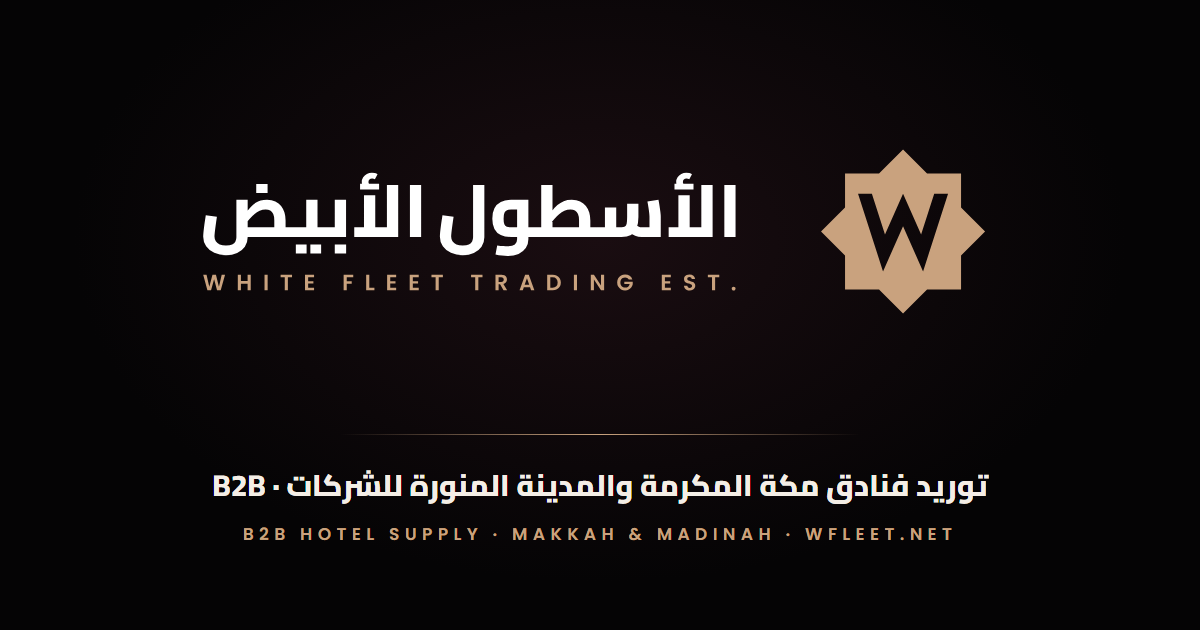 الأسطول الأبيض
WHITE FLEET TRADING EST.
W
توريد فنادق مكة المكرمة والمدينة المنورة للشركات · B2B
B2B HOTEL SUPPLY · MAKKAH & MADINAH · WFLEET.NET